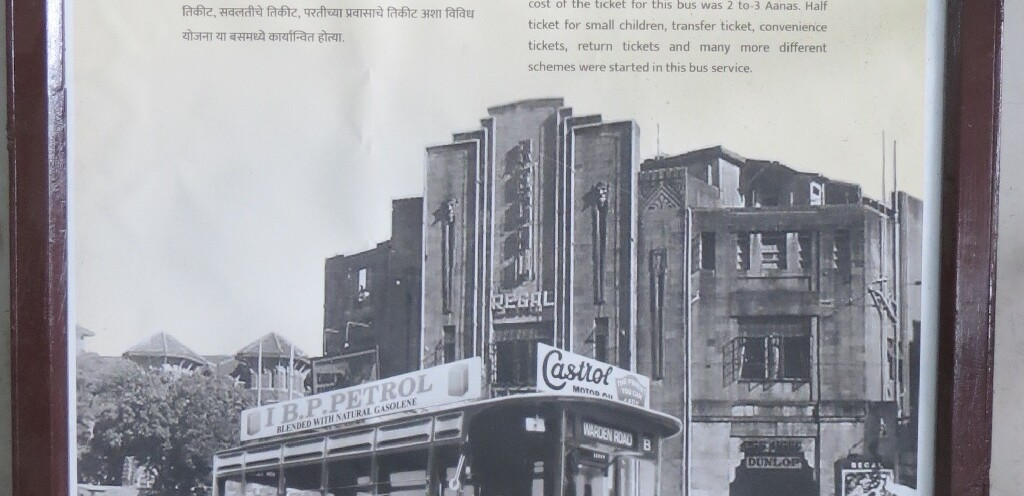 तिकीट, सवलतीचे तिकीट, परतीच्या प्रवासाचे तिकीट अशा विविध
योजना या बसमध्ये कार्यान्वित होत्या.
cost of the ticket for this bus was 2 to 3 Aanas. Half
ticket for small children, transfer ticket, convenience
tickets, return tickets and many more different
schemes were started in this bus service.
REGAL
I B.P. PETROL
BLENDED WITH NATURAL GASOLENE
Castrol
MOTOR OIL
WARDEN ROAD
B
DUNLOP
REGAL